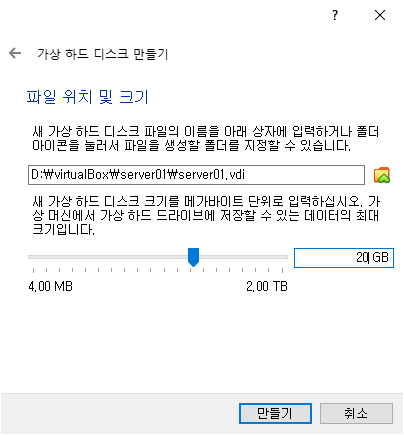 ?
가상 하드 디스크 만들기
파일 위치 및 크기
새 가상 하드 디스크 파일의 이름을 아래 상자에 입력하거나 폴더
아이콘을 눌러서 파일을 생성할 폴더를 지정할 수 있습니다.
D:₩virtualBox₩server01₩server01.vdi
새 가상 하드 디스크 크기를 메가바이트 단위로 입력하십시오. 가
상 머신에서 가상 하드 드라이브에 저장할 수 있는 데이터의 최대
크기입니다.
20 GB
4.00 MB 2.00 TB
만들기 취소